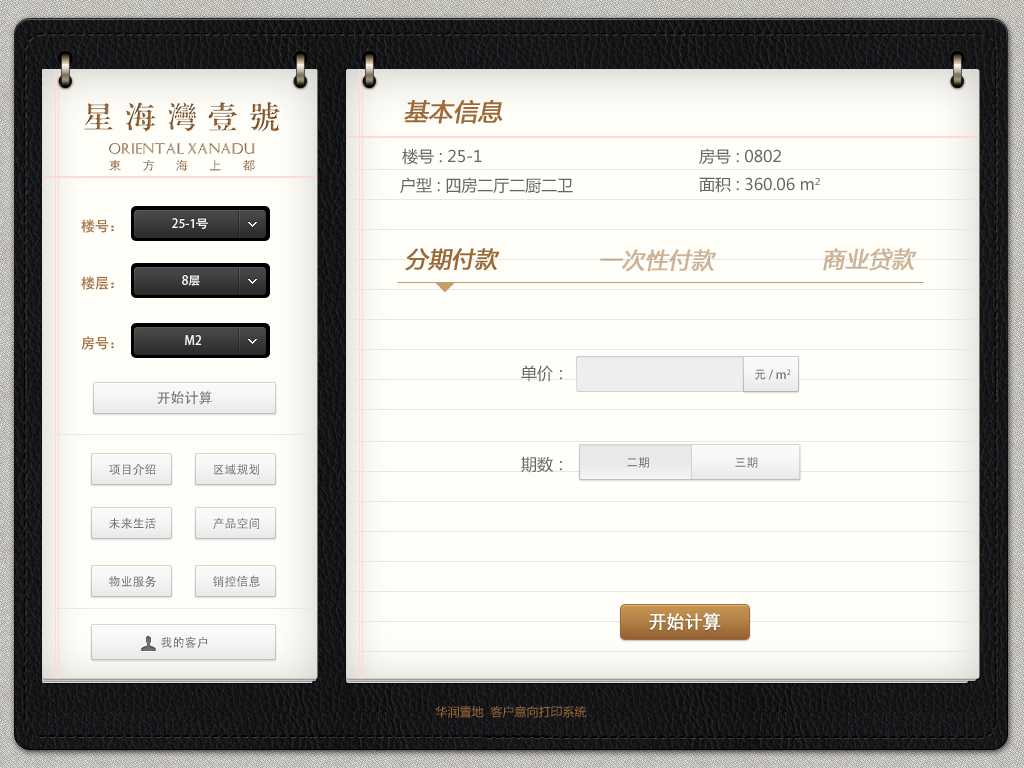 星海灣壹號
ORIENTAL XANADU
東方海上都
楼号：
25-1号
楼层：
8层
房号：
M2
开始计算
项目介绍
区域规划
未来生活
产品空间
物业服务
销控信息
我的客户
基本信息
楼号 : 25-1
房号 : 0802
户型 : 四房二厅二厨二卫
面积 : 360.06 m²
分期付款
一次性付款
商业贷款
单价：
元 / m²
期数：
二期
三期
开始计算
华润置地 客户意向打印系统